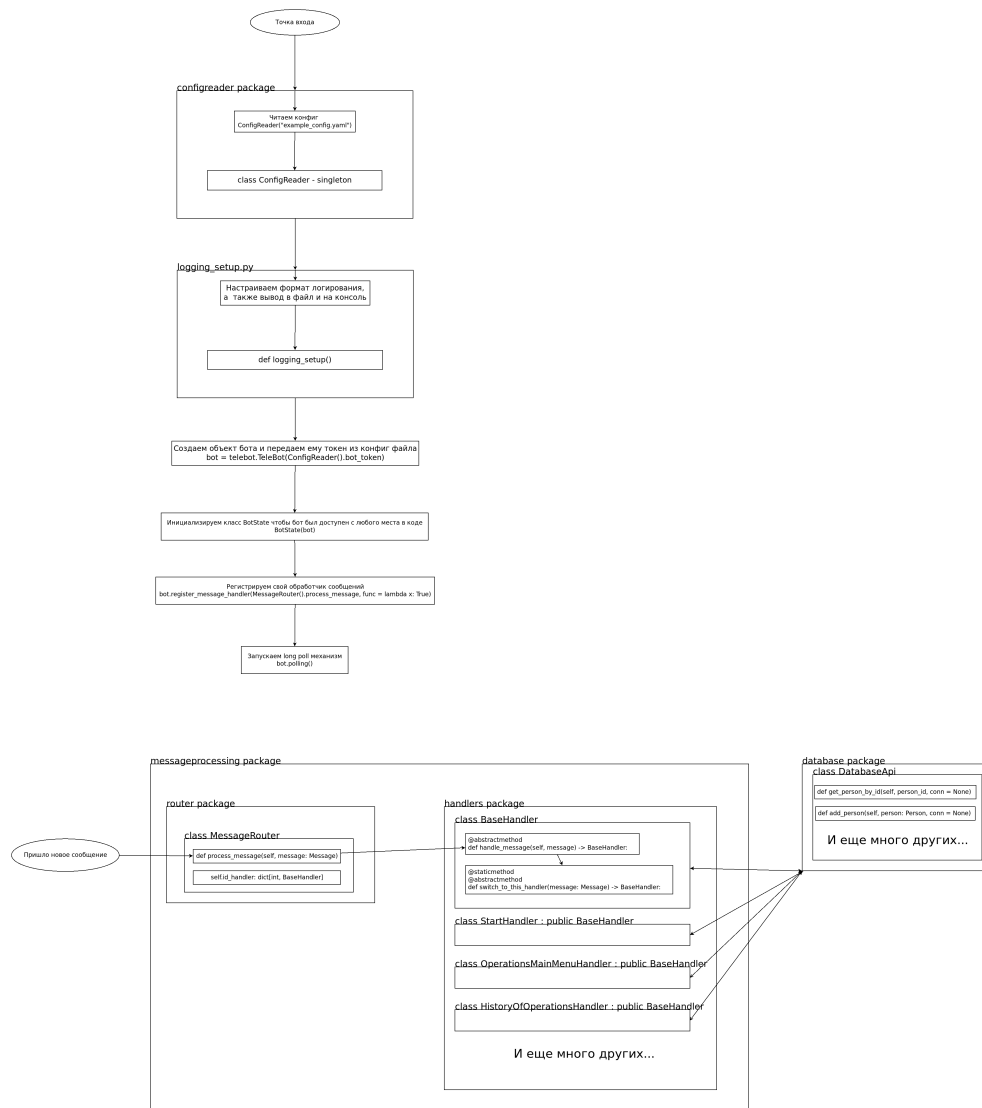 Точка входа
configreader package
Читаем конфиг
ConfigReader("example_config.yaml")
class ConfigReader - singleton
logging_setup.py
Настраиваем формат логирования,
а также вывод в файл и на консоль
def logging_setup()
Создаем объект бота и передаем ему токен из конфиг файла
bot = telebot.TeleBot(ConfigReader().bot_token)
Инициализируем класс BotState чтобы бот был доступен с любого места в коде
BotState(bot)
Регистрируем свой обработчик сообщений
bot.register_message_handler(MessageRouter().process_message, func = lambda x: True)
Запускаем long poll механизм
bot.polling()
messageprocessing package
router package
class MessageRouter
Пришло новое сообщение
def process_message(self, message: Message)
self.id_handler: dict[int, BaseHandler]
handlers package
class BaseHandler
@abstractmethod
def handle_message(self, message) -> BaseHandler:
@staticmethod
@abstractmethod
def switch_to_this_handler(message: Message) -> BaseHandler:
class StartHandler : public BaseHandler
class OperationsMainMenuHandler : public BaseHandler
class HistoryOfOperationsHandler : public BaseHandler
И еще много других...
database package
class DatabaseApi
def get_person_by_id(self, person_id, conn = None)
def add_person(self, person: Person, conn = None)
И еще много других...